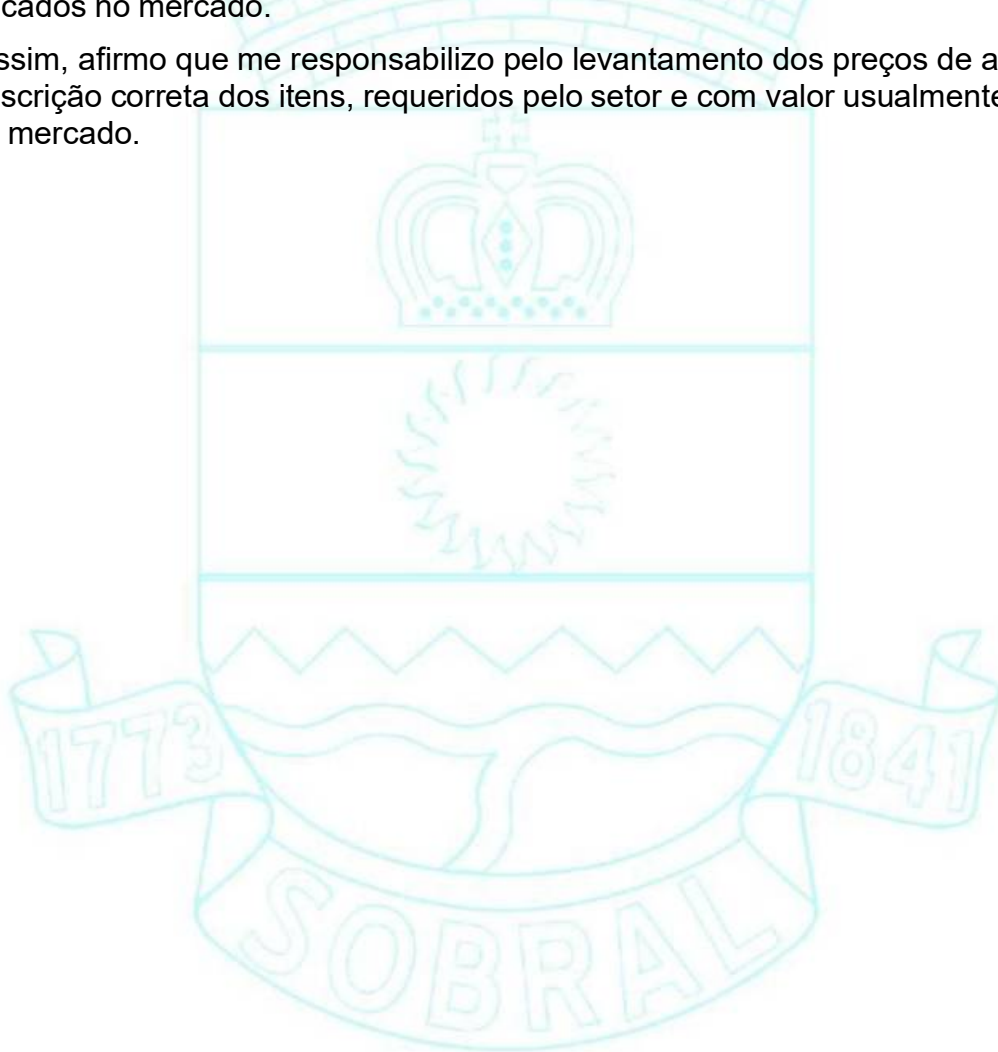 cados no mercado.
ssim, afirmo que me responsabilizo pelo levantamento dos preços de a
scrição correta dos itens, requeridos pelo setor e com valor usualmente
mercado.
1773
1841
SOBRAL